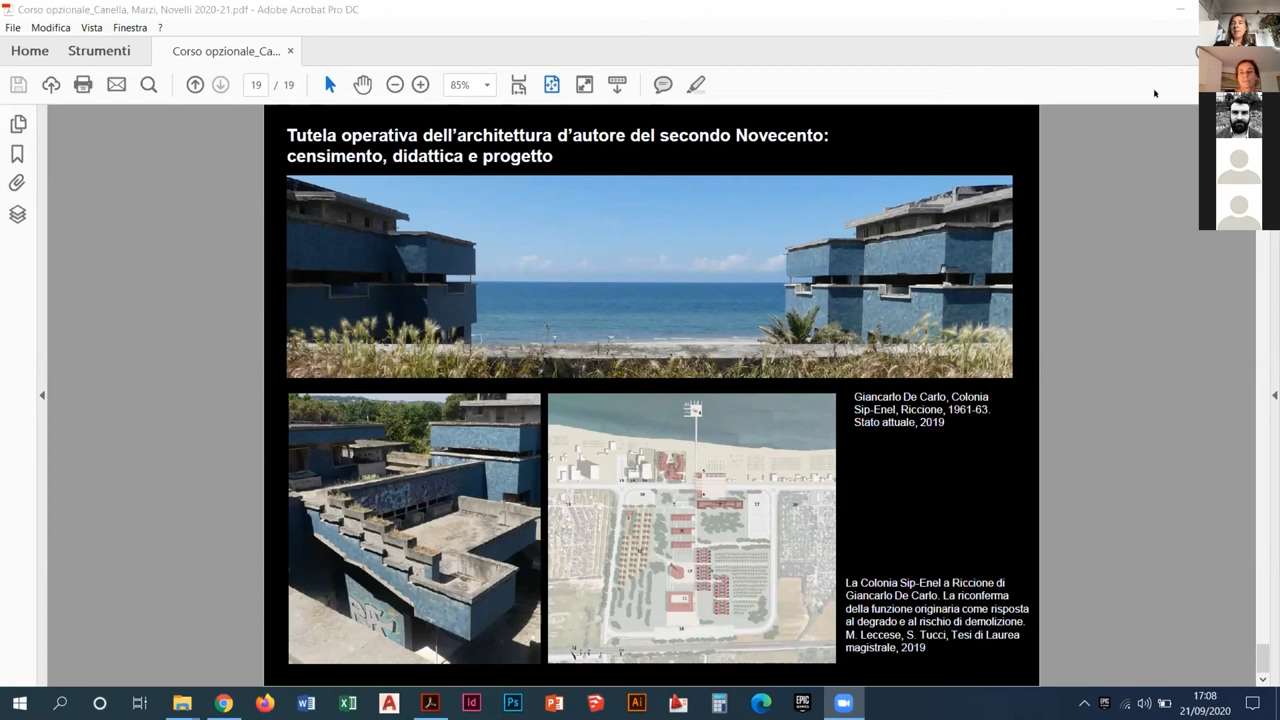 Corso opzionale_Canella, Marzi, Novelli 2020-21.pdf - Adobe Acrobat Pro DC
File Modifica Vista Finestra ?
Home Strumenti Corso opzionale_Ca... ×
19 / 19 85%
Tutela operativa dell'architettura d'autore del secondo Novecento:
censimento, didattica e progetto
Giancarlo De Carlo, Colonia
Sip-Enel, Riccione, 1961-63.
Stato attuale, 2019
La Colonia Sip-Enel a Riccione di
Giancarlo De Carlo. La riconferma
della funzione originaria come risposta
al degrado e al rischio di demolizione.
M. Leccese, S. Tucci, Tesi di Laurea
magistrale, 2019
17:08
21/09/2020